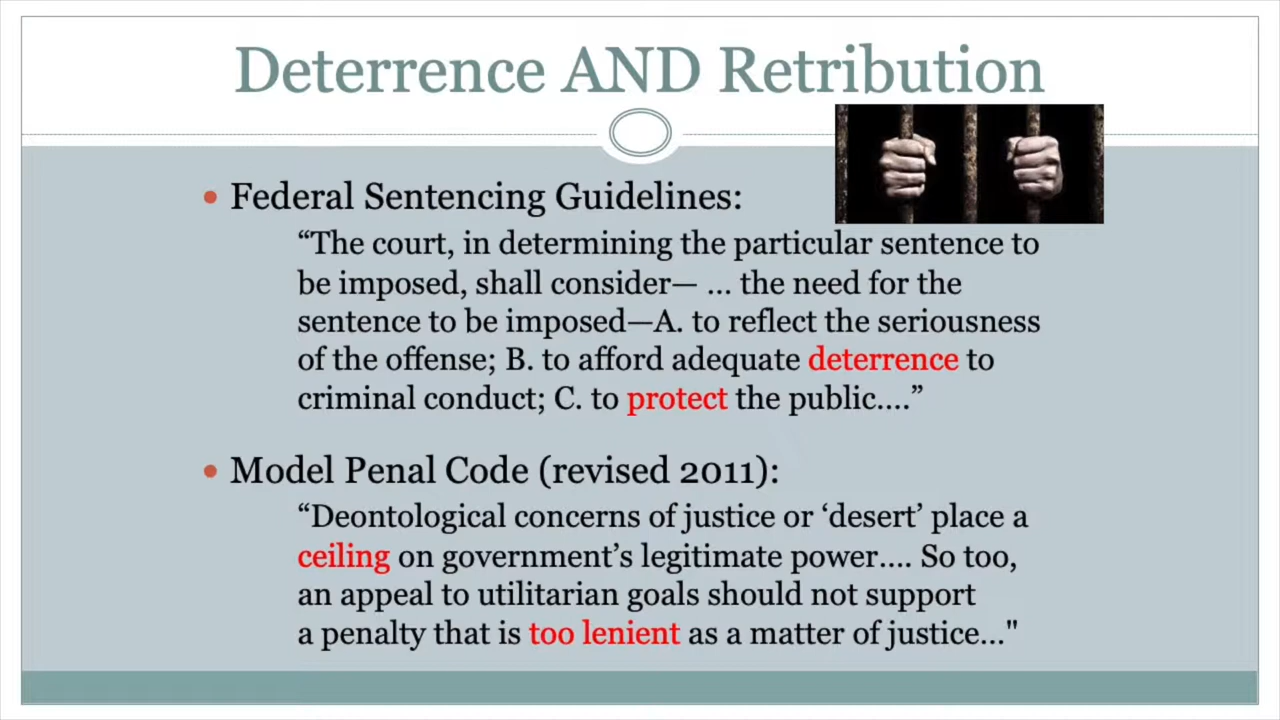 Deterrence AND Retribution
• Federal Sentencing Guidelines:
“The court, in determining the particular sentence to
be imposed, shall consider— … the need for the
sentence to be imposed—A. to reflect the seriousness
of the offense; B. to afford adequate deterrence to
criminal conduct; C. to protect the public….”
• Model Penal Code (revised 2011):
“Deontological concerns of justice or ‘desert’ place a
ceiling on government’s legitimate power…. So too,
an appeal to utilitarian goals should not support
a penalty that is too lenient as a matter of justice…"